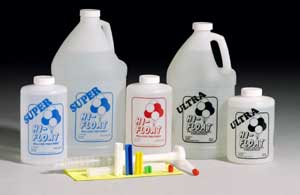 SUPER
HI-
FLOAT
SUPER
HI-
FLOAT
HI-
FLOAT
ULTRA
HI-
FLOAT
ULTRA
HI-
FLOAT